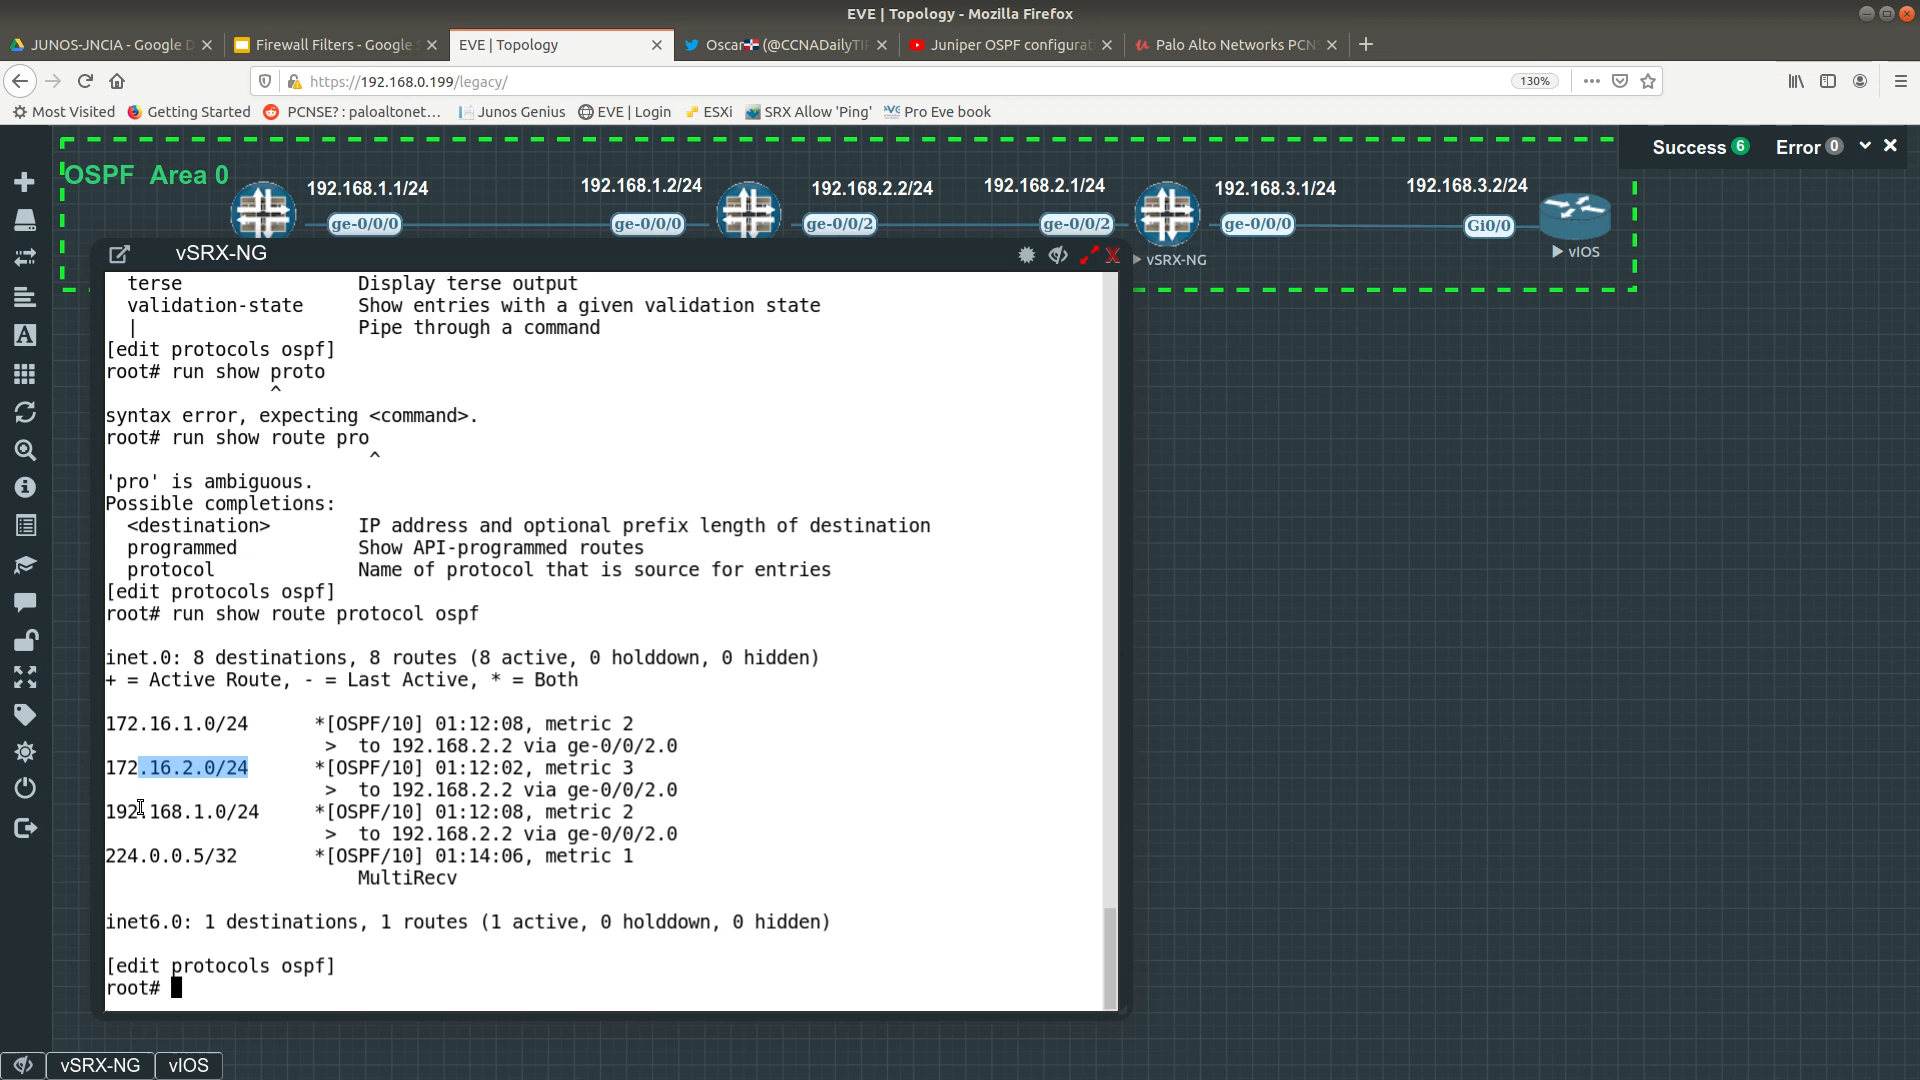 EVE | Topology - Mozilla Firefox
JUNOS-JNCIA - Google D
Firewall Filters - Google
EVE | Topology
Oscar (@CCNADailyTI
Juniper OSPF configurat
Palo Alto Networks PCN
https://192.168.0.199/legacy/
130%
Most Visited
Getting Started
PCNSE? : paloaltonet…
Junos Genius
EVE | Login
ESXi
SRX Allow 'Ping'
Pro Eve book
Success 6
Error 0
OSPF Area 0
192.168.1.1/24
192.168.1.2/24
192.168.2.2/24
192.168.2.1/24
192.168.3.1/24
192.168.3.2/24
ge-0/0/0
ge-0/0/0
ge-0/0/2
ge-0/0/2
ge-0/0/0
Gi0/0
vSRX-NG
vIOS
vSRX-NG
terse Display terse output
validation-state Show entries with a given validation state
| Pipe through a command
[edit protocols ospf]
root# run show proto
^
syntax error, expecting <command>.
root# run show route pro
^
'pro' is ambiguous.
Possible completions:
<destination> IP address and optional prefix length of destination
programmed Show API-programmed routes
protocol Name of protocol that is source for entries
[edit protocols ospf]
root# run show route protocol ospf
inet.0: 8 destinations, 8 routes (8 active, 0 holddown, 0 hidden)
+ = Active Route, - = Last Active, * = Both
172.16.1.0/24 *[OSPF/10] 01:12:08, metric 2
> to 192.168.2.2 via ge-0/0/2.0
172.16.2.0/24 *[OSPF/10] 01:12:02, metric 3
> to 192.168.2.2 via ge-0/0/2.0
192.168.1.0/24 *[OSPF/10] 01:12:08, metric 2
> to 192.168.2.2 via ge-0/0/2.0
224.0.0.5/32 *[OSPF/10] 01:14:06, metric 1
MultiRecv
inet6.0: 1 destinations, 1 routes (1 active, 0 holddown, 0 hidden)
[edit protocols ospf]
root#
vSRX-NG
vIOS